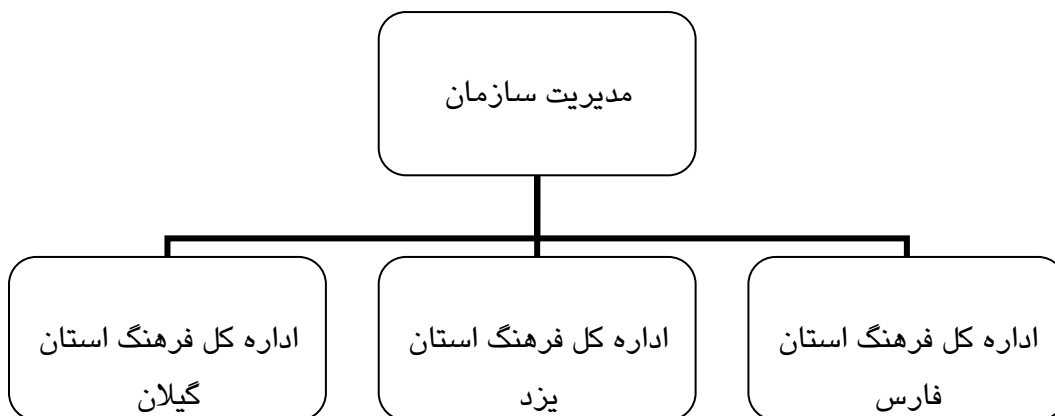 مدیریت سازمان
اداره کل فرهنگ استان
فارس
اداره کل فرهنگ استان
یزد
اداره کل فرهنگ استان
گیلان